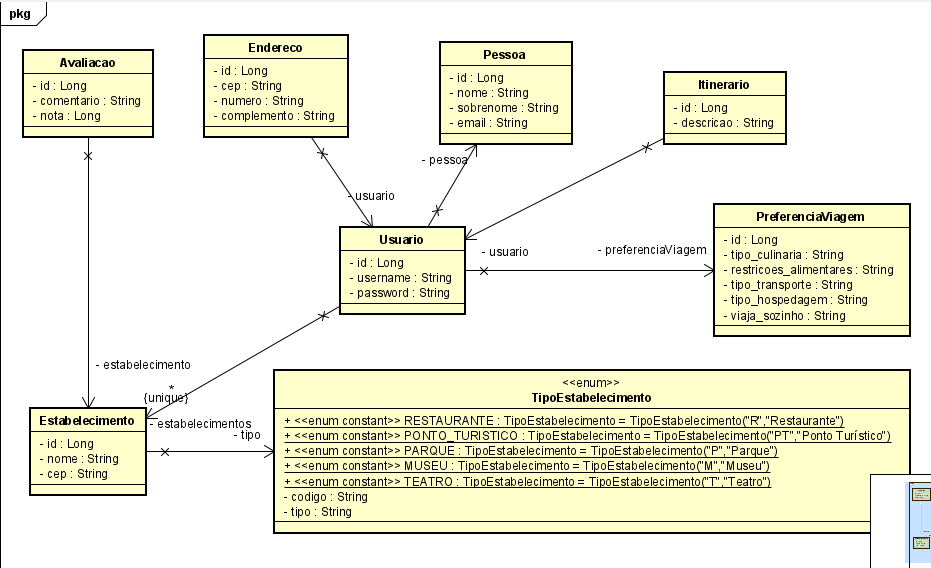 pkg
Avaliacao
- id : Long
- comentario : String
- nota : Long
Endereco
- id : Long
- cep : String
- numero : String
- complemento : String
Pessoa
- id : Long
- nome : String
- sobrenome : String
- email : String
Itinerario
- id : Long
- descricao : String
- pessoa
- usuario
Usuario
- id : Long
- username : String
- password : String
- usuario
- preferenciaViagem
PreferenciaViagem
- id : Long
- tipo_culinaria : String
- restricoes_alimentares : String
- tipo_transporte : String
- tipo_hospedagem : String
- viaja_sozinho : String
- estabelecimento
*
{unique}
- estabelecimentos
- tipo
Estabelecimento
- id : Long
- nome : String
- cep : String
<<enum>>
TipoEstabelecimento
+ <<enum constant>> RESTAURANTE : TipoEstabelecimento = TipoEstabelecimento("R","Restaurante")
+ <<enum constant>> PONTO_TURISTICO : TipoEstabelecimento = TipoEstabelecimento("PT","Ponto Turístico")
+ <<enum constant>> PARQUE : TipoEstabelecimento = TipoEstabelecimento("P","Parque")
+ <<enum constant>> MUSEU : TipoEstabelecimento = TipoEstabelecimento("M","Museu")
+ <<enum constant>> TEATRO : TipoEstabelecimento = TipoEstabelecimento("T","Teatro")
- codigo : String
- tipo : String